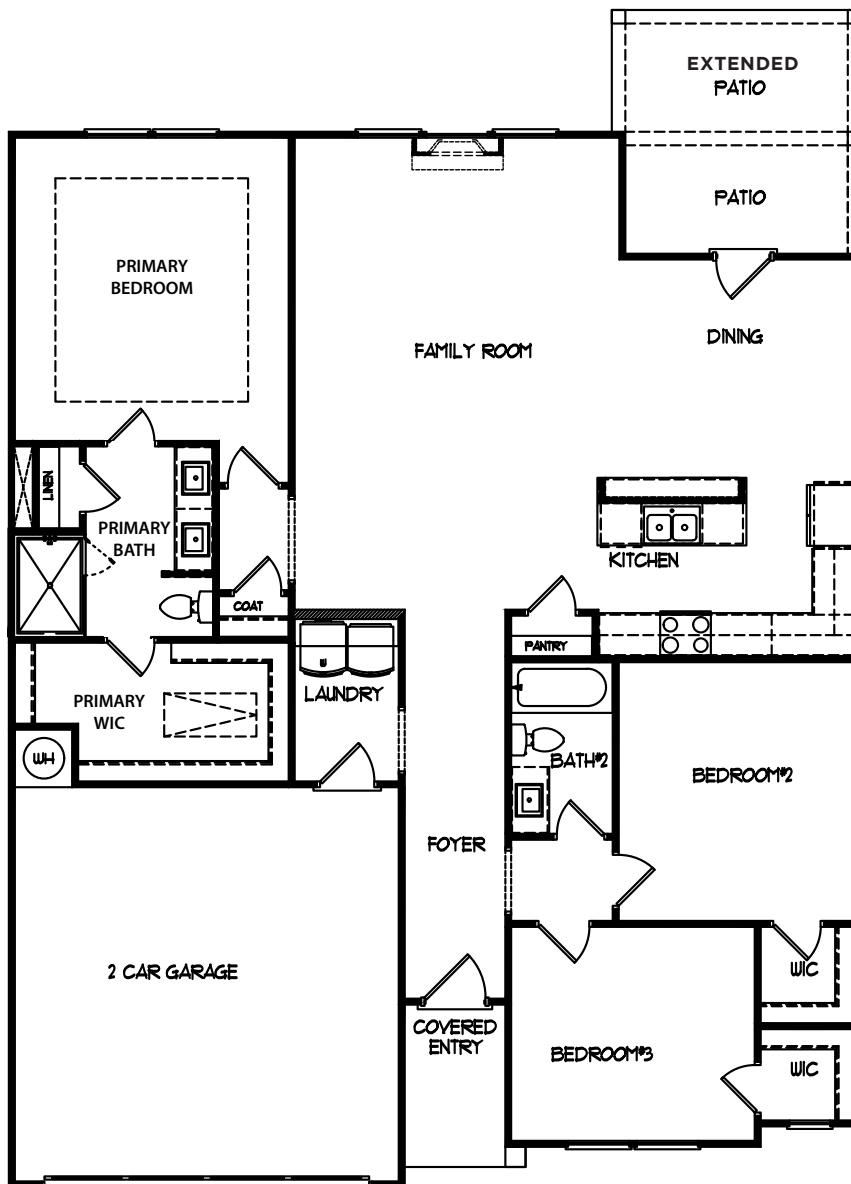 EXTENDED
PATIO
PATIO
PRIMARY
BEDROOM
FAMILY ROOM
DINING
LINEN
PRIMARY
BATH
KITCHEN
COAT
PANTRY
W
LAUNDRY
PRIMARY
WIC
WH
BATH#2
BEDROOM#2
FOYER
2 CAR GARAGE
WIC
COVERED
ENTRY
BEDROOM#3
WIC